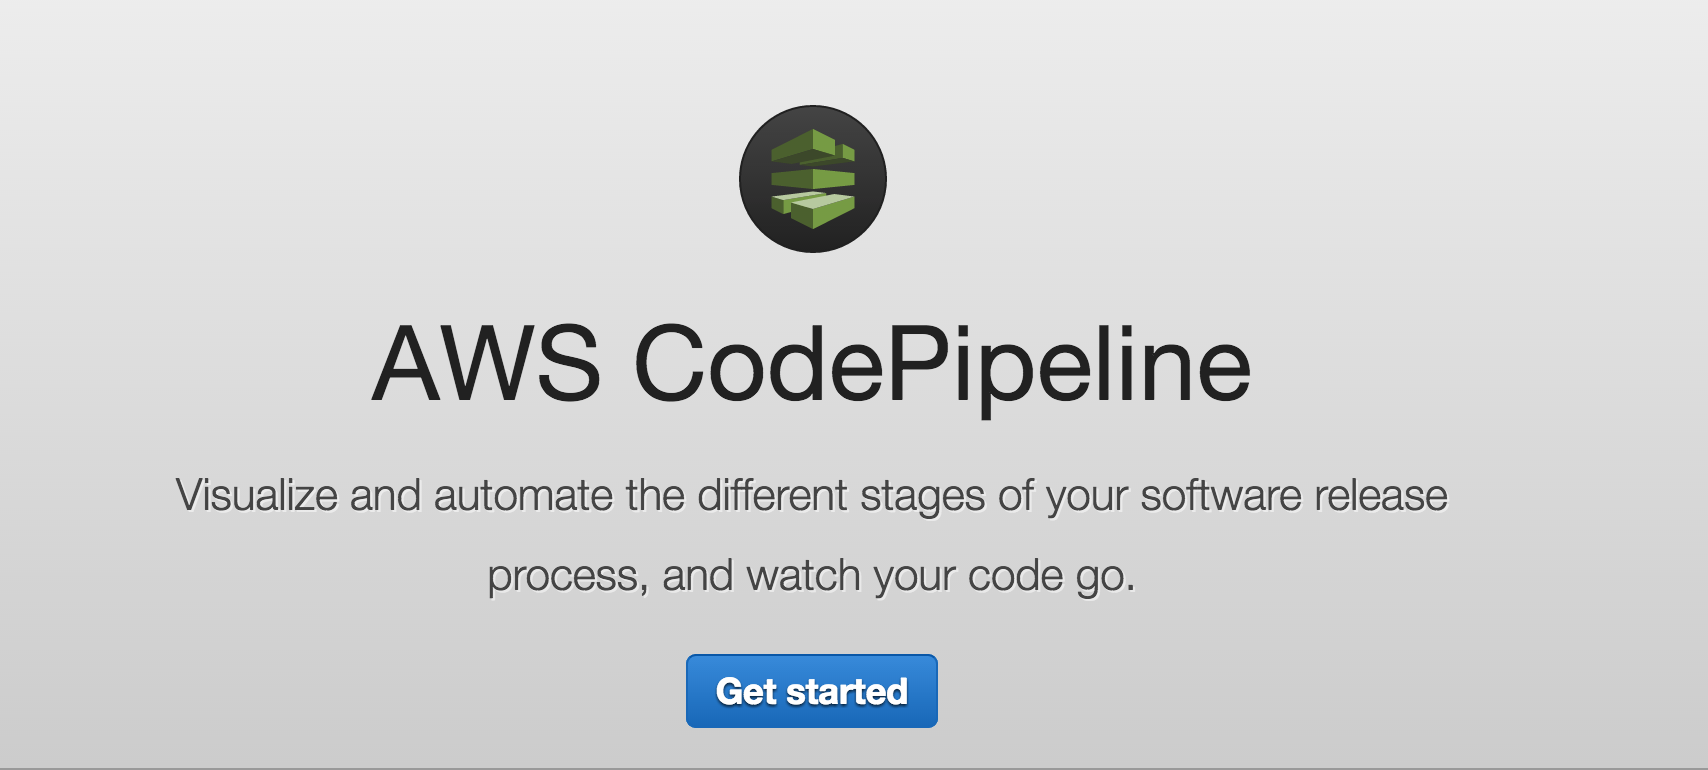 AWS CodePipeline
Visualize and automate the different stages of your software release
process, and watch your code go.
Get started